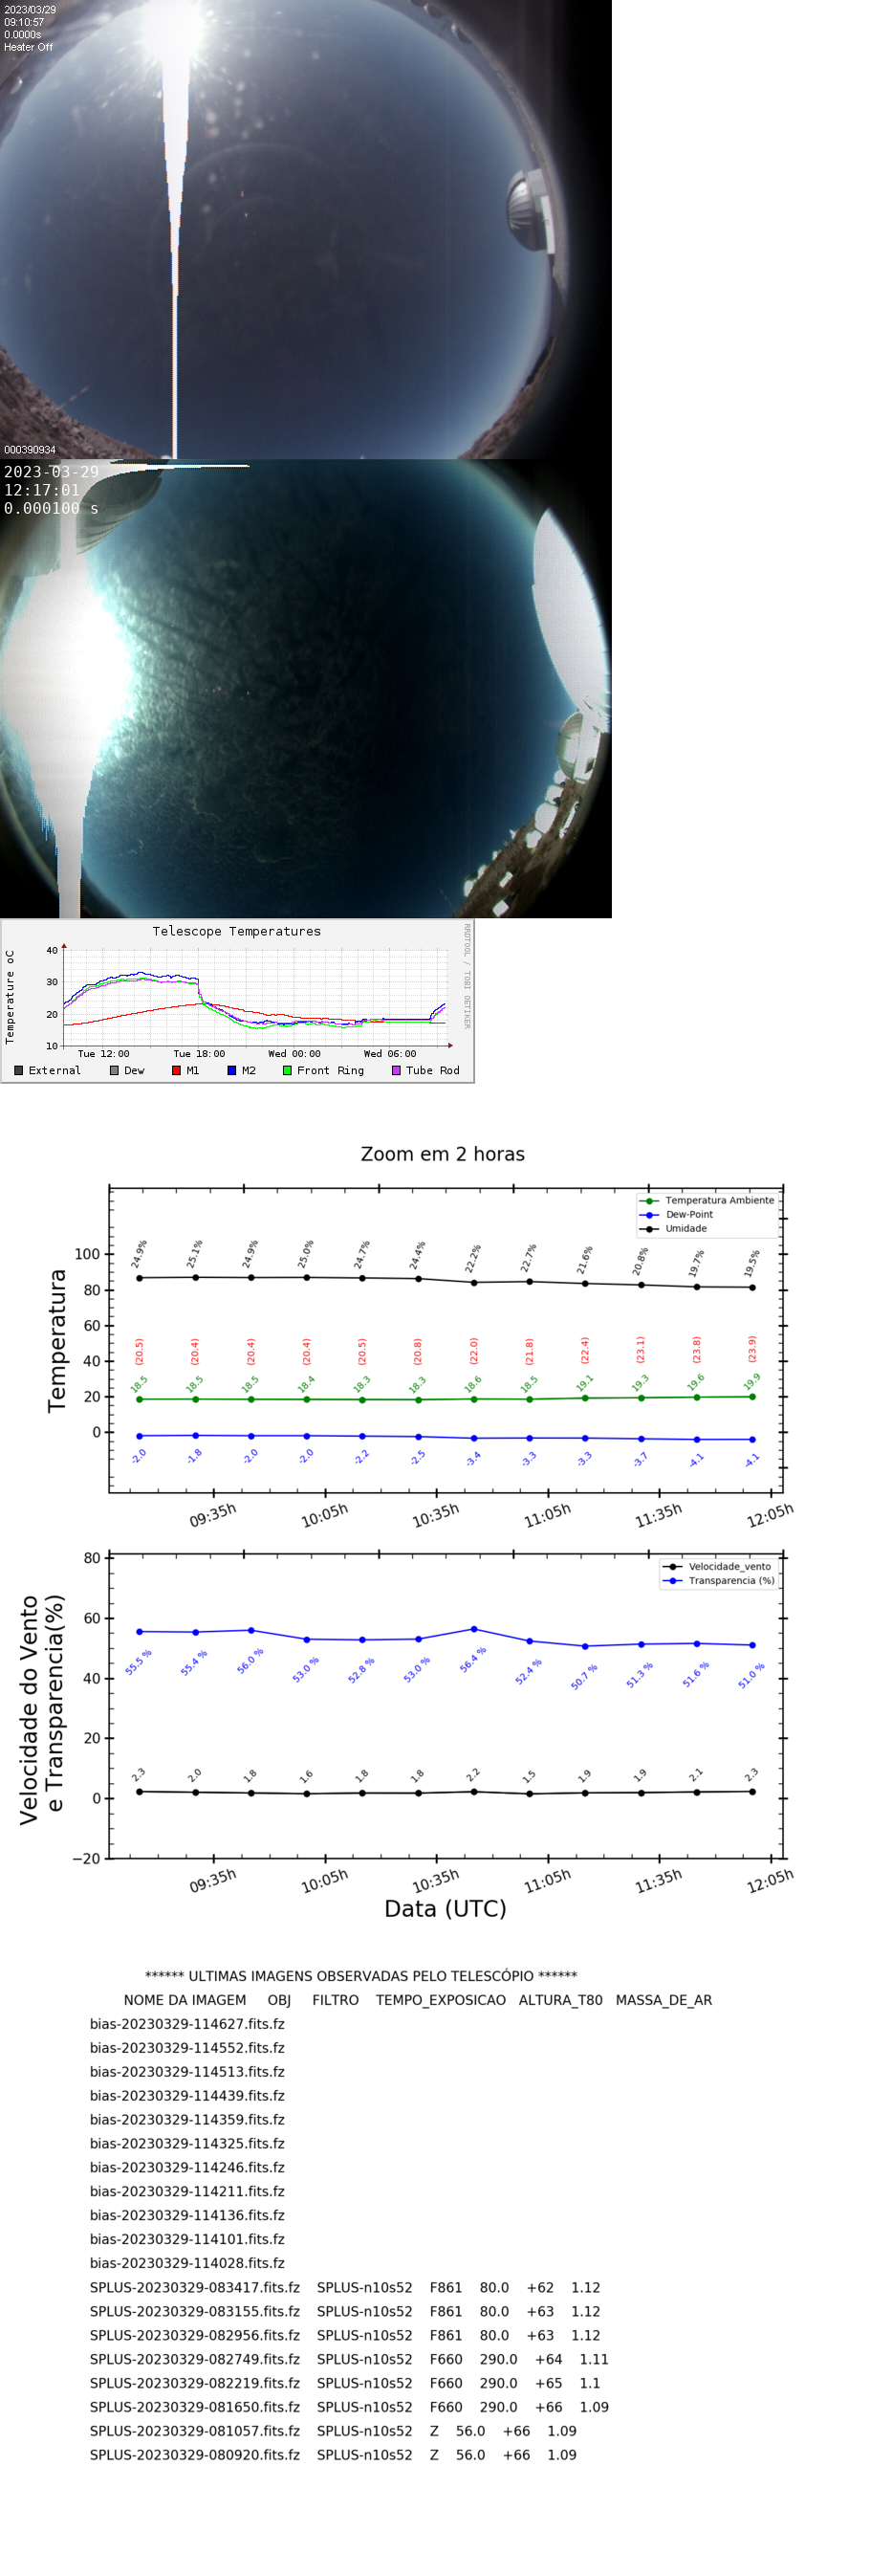 2023/03/29
09:10:57
0.0000s
Heater Off
000390934
2023-03-29
12:17:01
0.000100 s
Telescope Temperatures
RRDTOOL / TOBI OETIKER
Temperature oC
40
30
20
10
Tue 12:00 Tue 18:00 Wed 00:00 Wed 06:00
External Dew M1 M2 Front Ring Tube Rod
Zoom em 2 horas
Temperatura Ambiente
Dew-Point
Umidade
Temperatura
100
80
60
40
20
0
24.9% 25.1% 24.9% 25.0% 24.7% 24.4% 22.2% 22.7% 21.6% 20.8% 19.7% 19.5%
(20.5) (20.4) (20.4) (20.4) (20.5) (20.8) (22.0) (21.8) (22.4) (23.1) (23.8) (23.9)
18.5 18.5 18.5 18.4 18.3 18.3 18.6 18.5 19.1 19.3 19.6 19.9
-2.0 -1.8 -2.0 -2.0 -2.2 -2.5 -3.4 -3.3 -3.3 -3.7 -4.1 -4.1
09:35h 10:05h 10:35h 11:05h 11:35h 12:05h
Velocidade_vento
Transparencia (%)
Velocidade do Vento
e Transparencia(%)
80
60
40
20
0
−20
55.5 % 55.4 % 56.0 % 53.0 % 52.8 % 53.0 % 56.4 % 52.4 % 50.7 % 51.3 % 51.6 % 51.0 %
2.3 2.0 1.8 1.6 1.8 1.8 2.2 1.5 1.9 1.9 2.1 2.3
09:35h 10:05h 10:35h 11:05h 11:35h 12:05h
Data (UTC)
****** ULTIMAS IMAGENS OBSERVADAS PELO TELESCÓPIO ******
NOME DA IMAGEM OBJ FILTRO TEMPO_EXPOSICAO ALTURA_T80 MASSA_DE_AR
bias-20230329-114627.fits.fz
bias-20230329-114552.fits.fz
bias-20230329-114513.fits.fz
bias-20230329-114439.fits.fz
bias-20230329-114359.fits.fz
bias-20230329-114325.fits.fz
bias-20230329-114246.fits.fz
bias-20230329-114211.fits.fz
bias-20230329-114136.fits.fz
bias-20230329-114101.fits.fz
bias-20230329-114028.fits.fz
SPLUS-20230329-083417.fits.fz SPLUS-n10s52 F861 80.0 +62 1.12
SPLUS-20230329-083155.fits.fz SPLUS-n10s52 F861 80.0 +63 1.12
SPLUS-20230329-082956.fits.fz SPLUS-n10s52 F861 80.0 +63 1.12
SPLUS-20230329-082749.fits.fz SPLUS-n10s52 F660 290.0 +64 1.11
SPLUS-20230329-082219.fits.fz SPLUS-n10s52 F660 290.0 +65 1.1
SPLUS-20230329-081650.fits.fz SPLUS-n10s52 F660 290.0 +66 1.09
SPLUS-20230329-081057.fits.fz SPLUS-n10s52 Z 56.0 +66 1.09
SPLUS-20230329-080920.fits.fz SPLUS-n10s52 Z 56.0 +66 1.09